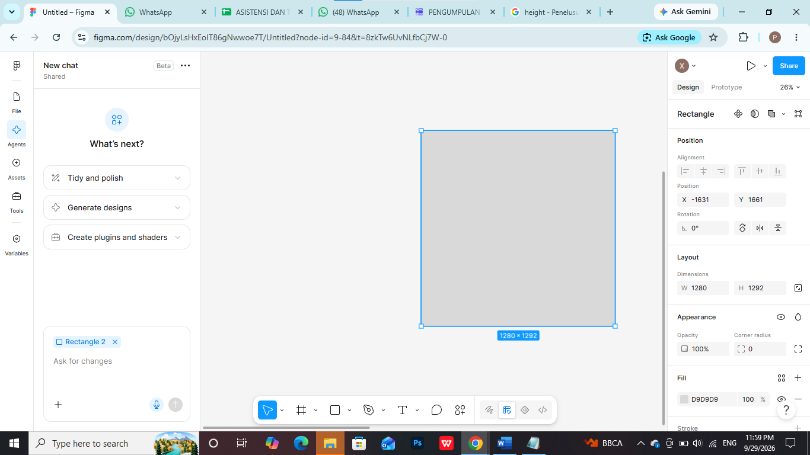 Untitled – Figma
WhatsApp
ASISTENSI DAN T
(48) WhatsApp
PENGUMPULAN
height - Penelus
Ask Gemini
figma.com/design/bOjyLsHxEoIT86gNwwoe7T/Untitled?node-id=9-84&t=8zkTw6UvNLfbCj7W-0
Ask Google
P
File
Agents
Assets
Tools
Variables
New chat
Beta
Shared
What's next?
Tidy and polish
Generate designs
Create plugins and shaders
Rectangle 2
Ask for changes
1280 × 1292
X
Share
Design
Prototype
26%
Rectangle
Position
Alignment
Position
X -1631
Y 1661
Rotation
0°
Layout
Dimensions
W 1280
H 1292
Appearance
Opacity
Corner radius
100%
0
Fill
D9D9D9
100 %
Stroke
?
Type here to search
BBCA
ENG
11:59 PM
9/29/2026